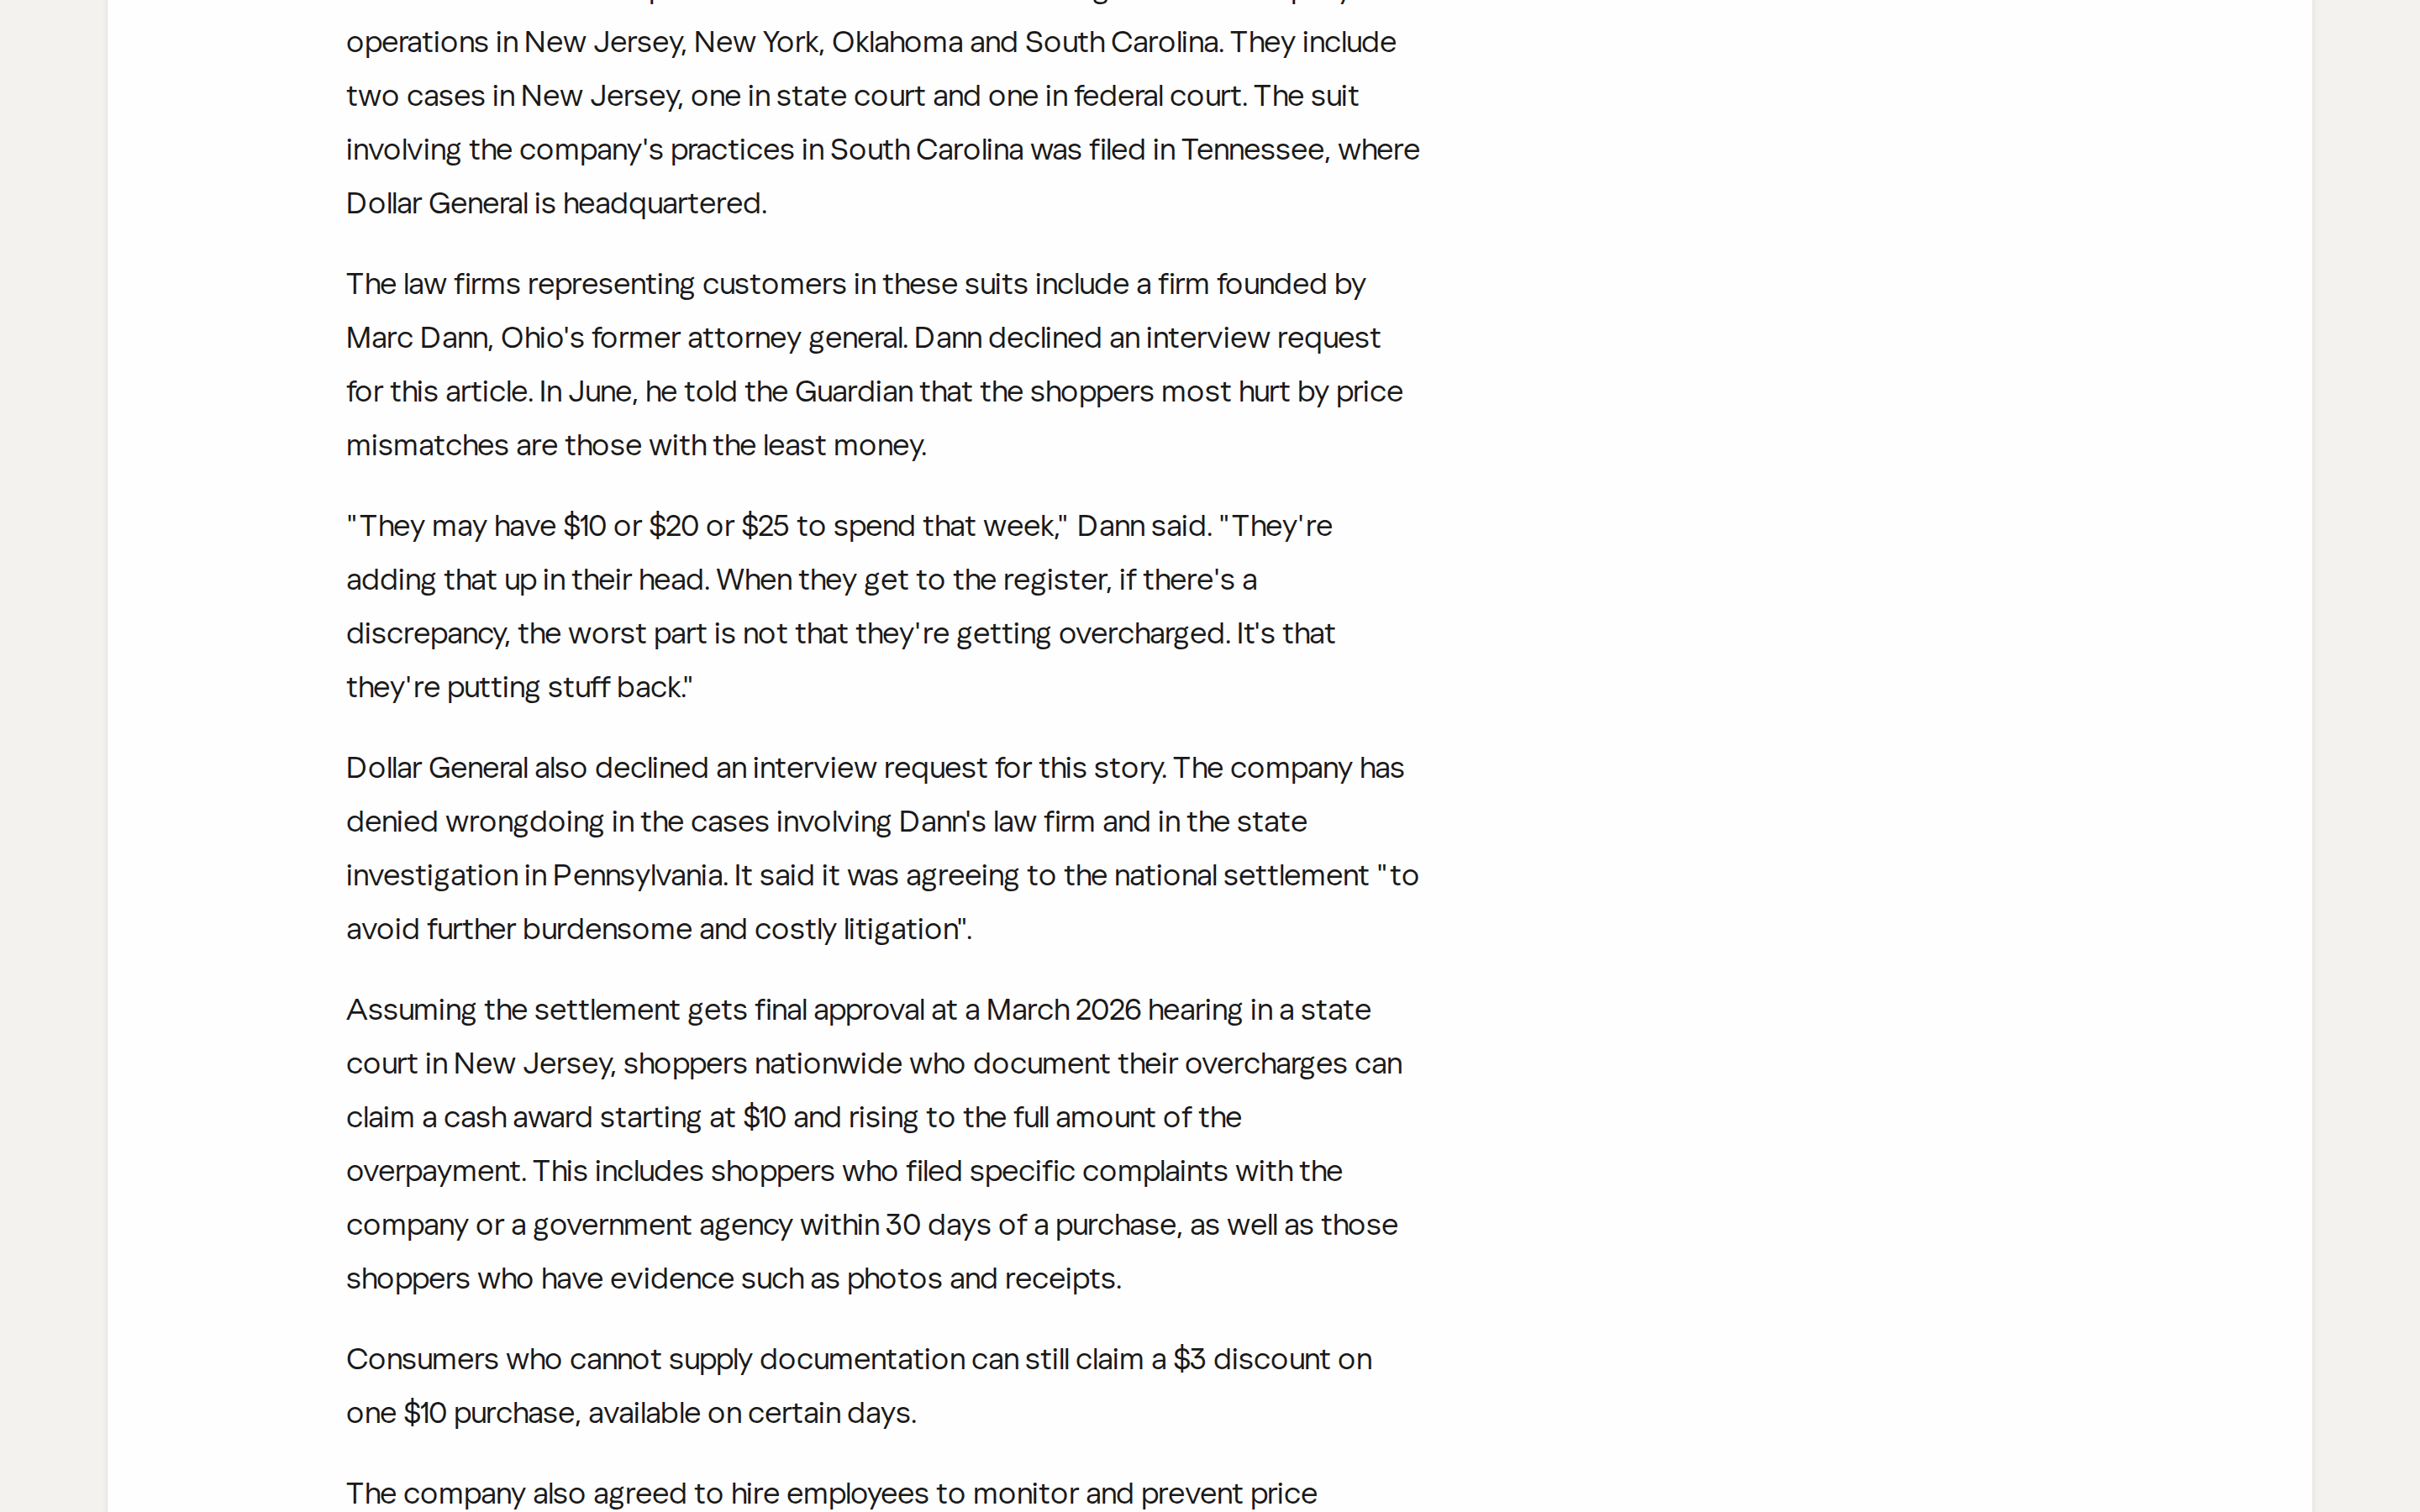 operations in New Jersey, New York, Oklahoma and South Carolina. They include
two cases in New Jersey, one in state court and one in federal court. The suit
involving the company's practices in South Carolina was filed in Tennessee, where
Dollar General is headquartered.
The law firms representing customers in these suits include a firm founded by
Marc Dann, Ohio's former attorney general. Dann declined an interview request
for this article. In June, he told the Guardian that the shoppers most hurt by price
mismatches are those with the least money.
"They may have $10 or $20 or $25 to spend that week," Dann said. "They're
adding that up in their head. When they get to the register, if there's a
discrepancy, the worst part is not that they're getting overcharged. It's that
they're putting stuff back."
Dollar General also declined an interview request for this story. The company has
denied wrongdoing in the cases involving Dann's law firm and in the state
investigation in Pennsylvania. It said it was agreeing to the national settlement "to
avoid further burdensome and costly litigation".
Assuming the settlement gets final approval at a March 2026 hearing in a state
court in New Jersey, shoppers nationwide who document their overcharges can
claim a cash award starting at $10 and rising to the full amount of the
overpayment. This includes shoppers who filed specific complaints with the
company or a government agency within 30 days of a purchase, as well as those
shoppers who have evidence such as photos and receipts.
Consumers who cannot supply documentation can still claim a $3 discount on
one $10 purchase, available on certain days.
The company also agreed to hire employees to monitor and prevent price